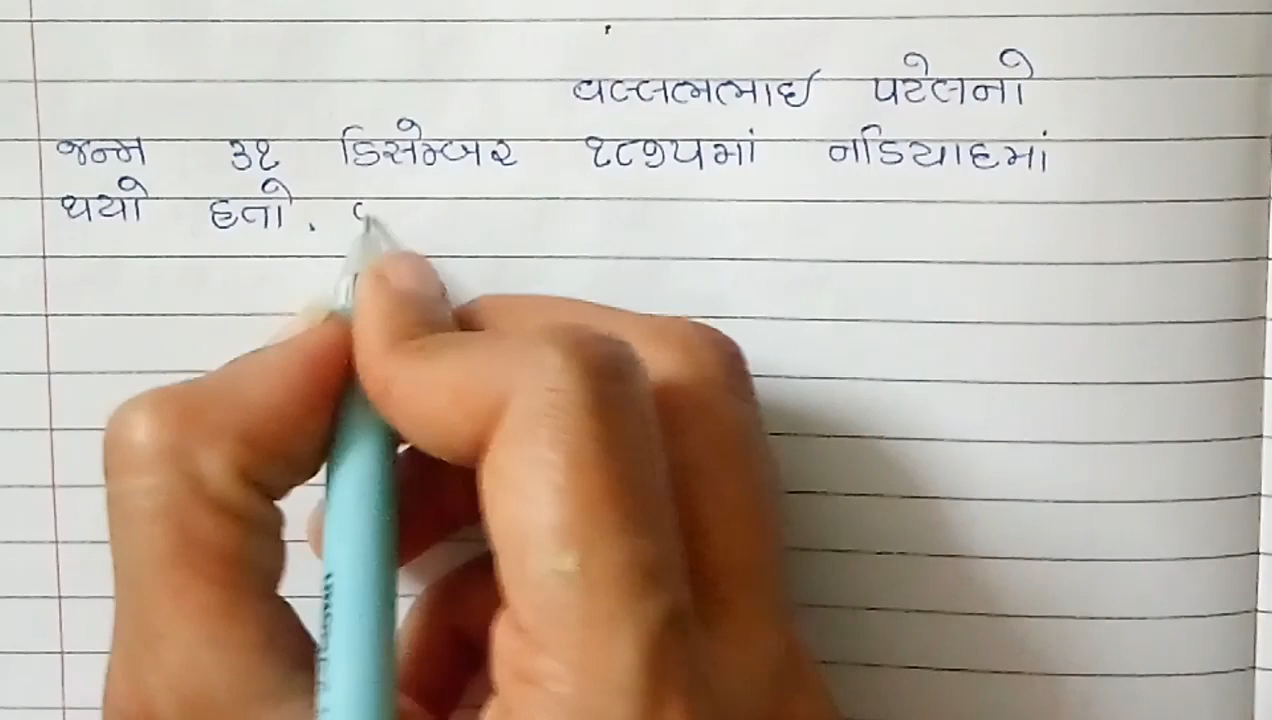 વલ્લભભાઈ પટેલનો
જન્મ ૩૧ ડિસેમ્બર ૧૮૭૫માં નડિયાદમાં
થયો હતો.